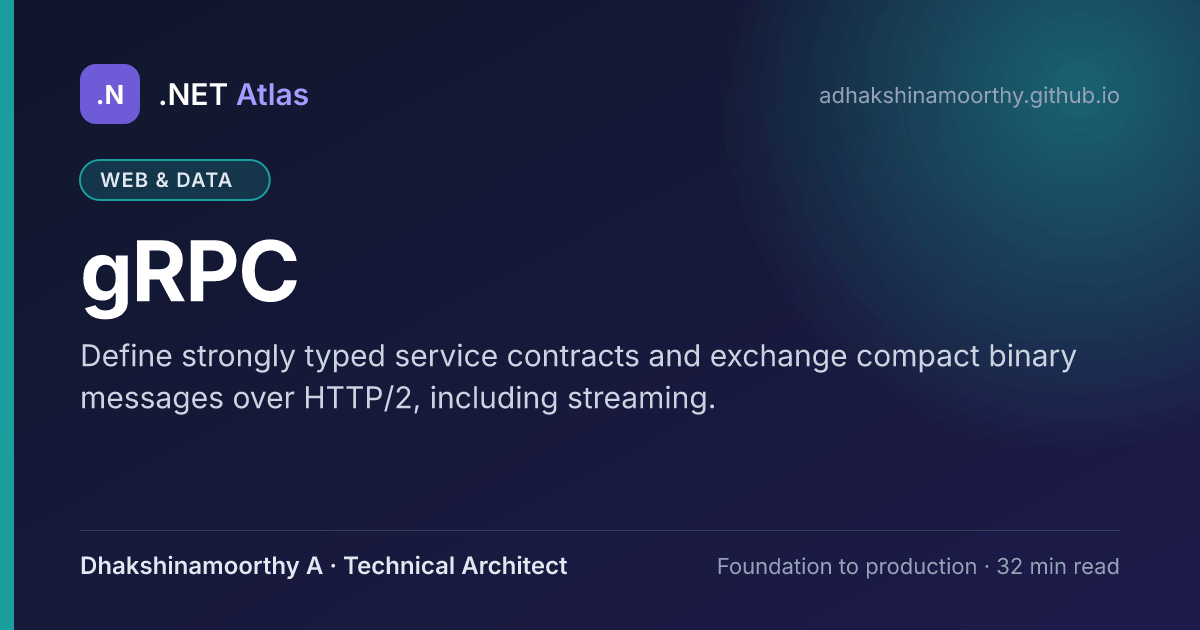 .N
.NET Atlas
adhakshinamoorthy.github.io
WEB & DATA
gRPC
Define strongly typed service contracts and exchange compact binary
messages over HTTP/2, including streaming.
Dhakshinamoorthy A · Technical Architect
Foundation to production · 32 min read